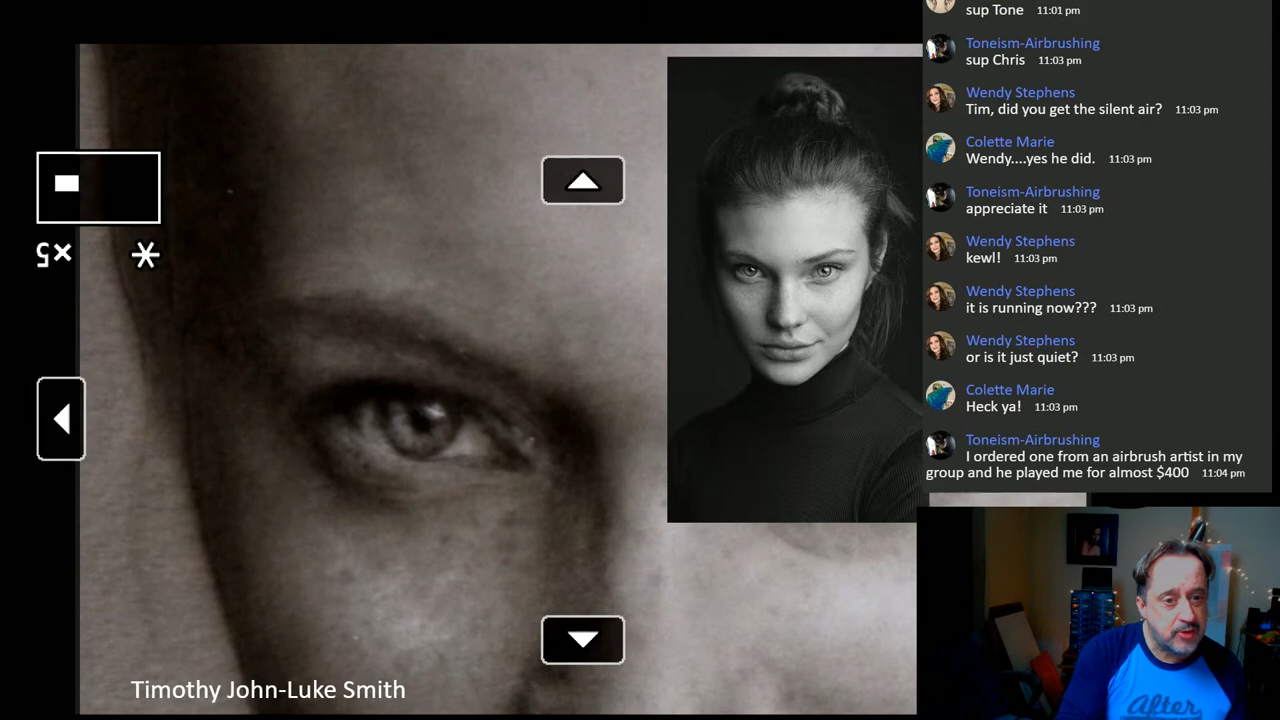 sup Tone 11:01 pm
Toneism-Airbrushing
sup Chris 11:03 pm
Wendy Stephens
Tim, did you get the silent air? 11:03 pm
Colette Marie
Wendy....yes he did. 11:03 pm
Toneism-Airbrushing
appreciate it 11:03 pm
Wendy Stephens
kewl! 11:03 pm
Wendy Stephens
it is running now??? 11:03 pm
Wendy Stephens
or is it just quiet? 11:03 pm
Colette Marie
Heck ya! 11:03 pm
Toneism-Airbrushing
I ordered one from an airbrush artist in my
group and he played me for almost $400 11:04 pm
x5
*
After
Timothy John-Luke Smith